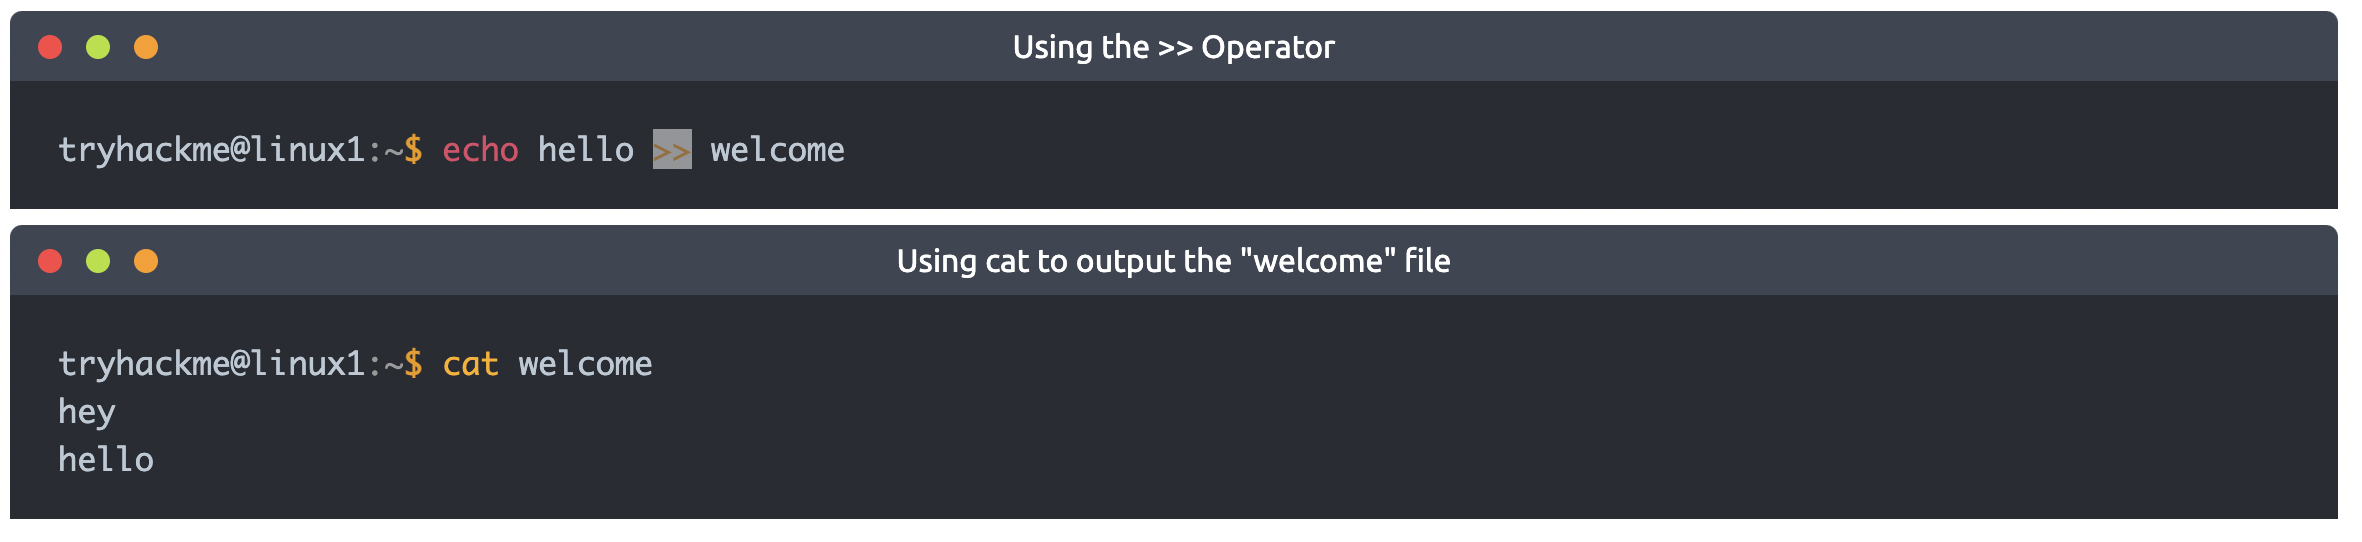 Using the >> Operator
tryhackme@linux1:~$ echo hello >> welcome
Using cat to output the "welcome" file
tryhackme@linux1:~$ cat welcome
hey
hello